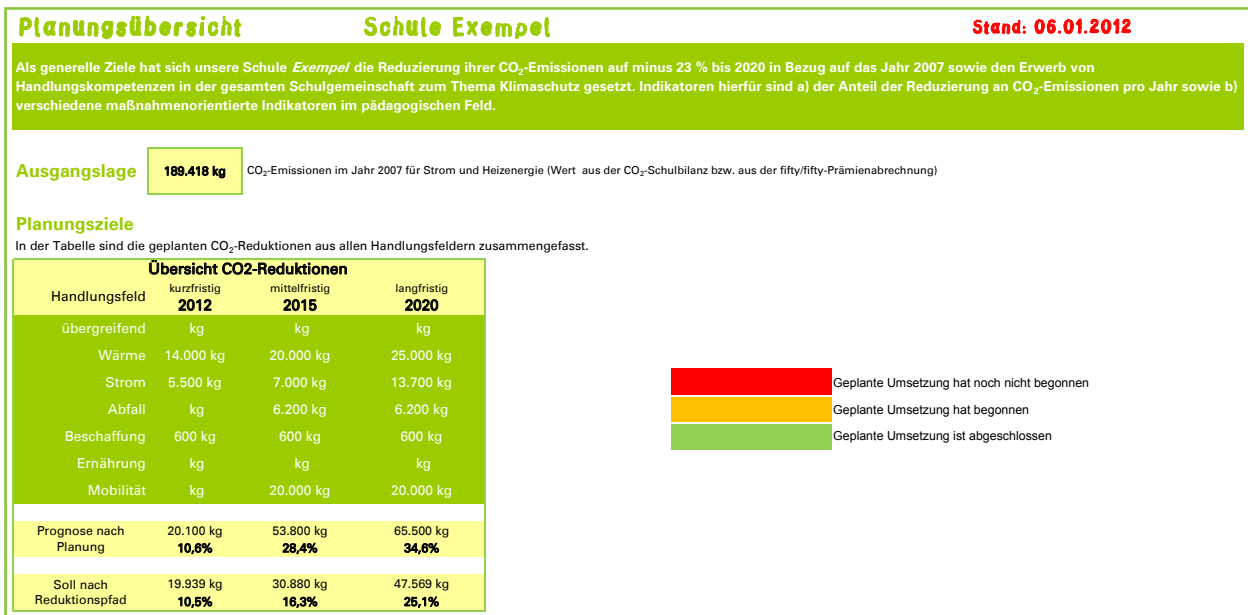 Planungsübersicht Schule Exempel Stand: 06.01.2012
Als generelle Ziele hat sich unsere Schule Exempel die Reduzierung ihrer CO₂-Emissionen auf minus 23 % bis 2020 in Bezug auf das Jahr 2007 sowie den Erwerb von
Handlungskompetenzen in der gesamten Schulgemeinschaft zum Thema Klimaschutz gesetzt. Indikatoren hierfür sind a) der Anteil der Reduzierung an CO₂-Emissionen pro Jahr sowie b)
verschiedene maßnahmenorientierte Indikatoren im pädagogischen Feld.
Ausgangslage 189.418 kg CO₂-Emissionen im Jahr 2007 für Strom und Heizenergie (Wert aus der CO₂-Schulbilanz bzw. aus der fifty/fifty-Prämienabrechnung)
Planungsziele
In der Tabelle sind die geplanten CO₂-Reduktionen aus allen Handlungsfeldern zusammengefasst.
Übersicht CO2-Reduktionen
Handlungsfeld kurzfristig mittelfristig langfristig
2012 2015 2020
übergreifend kg kg kg
Wärme 14.000 kg 20.000 kg 25.000 kg
Strom 5.500 kg 7.000 kg 13.700 kg
Abfall kg 6.200 kg 6.200 kg
Beschaffung 600 kg 600 kg 600 kg
Ernährung kg kg kg
Mobilität kg 20.000 kg 20.000 kg
Prognose nach 20.100 kg 53.800 kg 65.500 kg
Planung 10,6% 28,4% 34,6%
Soll nach 19.939 kg 30.880 kg 47.569 kg
Reduktionspfad 10,5% 16,3% 25,1%
Geplante Umsetzung hat noch nicht begonnen
Geplante Umsetzung hat begonnen
Geplante Umsetzung ist abgeschlossen